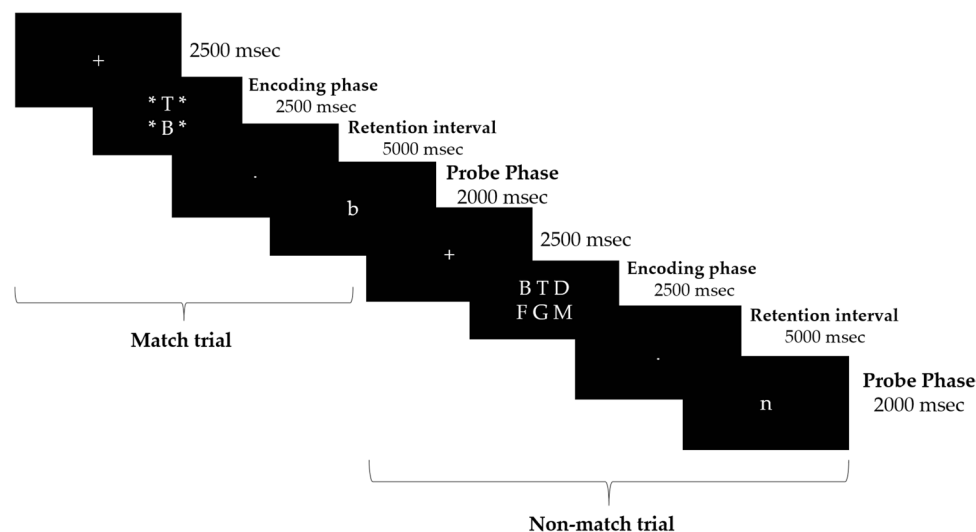 +
2500 msec
* T *
* B *
Encoding phase
2500 msec
.
Retention interval
5000 msec
b
Probe Phase
2000 msec
+
2500 msec
B T D
F G M
Encoding phase
2500 msec
.
Retention interval
5000 msec
n
Probe Phase
2000 msec
Match trial
Non-match trial